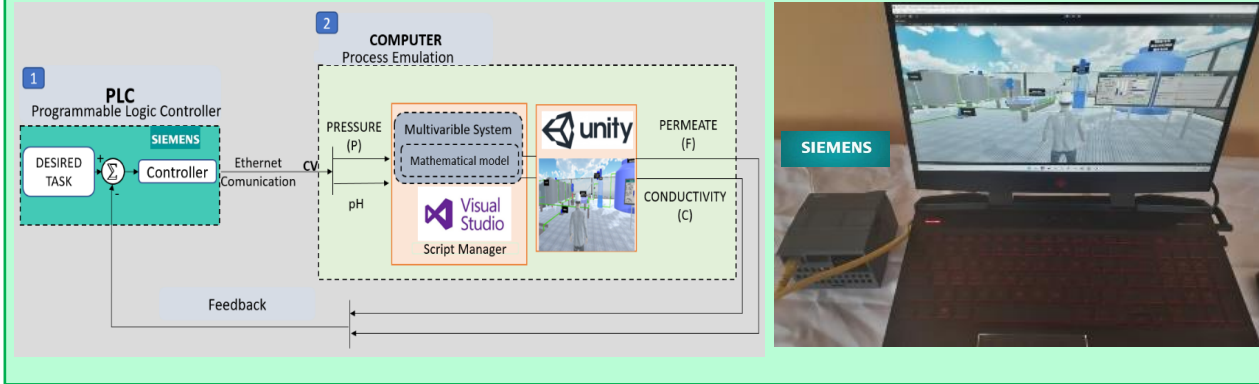 1
PLC
Programmable Logic Controller
SIEMENS
DESIRED
TASK
+
Σ
-
Controller
Ethernet
Comunication
CV
2
COMPUTER
Process Emulation
PRESSURE
(P)
pH
Multivarible System
Mathematical model
Visual
Studio
Script Manager
unity
PERMEATE
(F)
CONDUCTIVITY
(C)
Feedback
SIEMENS